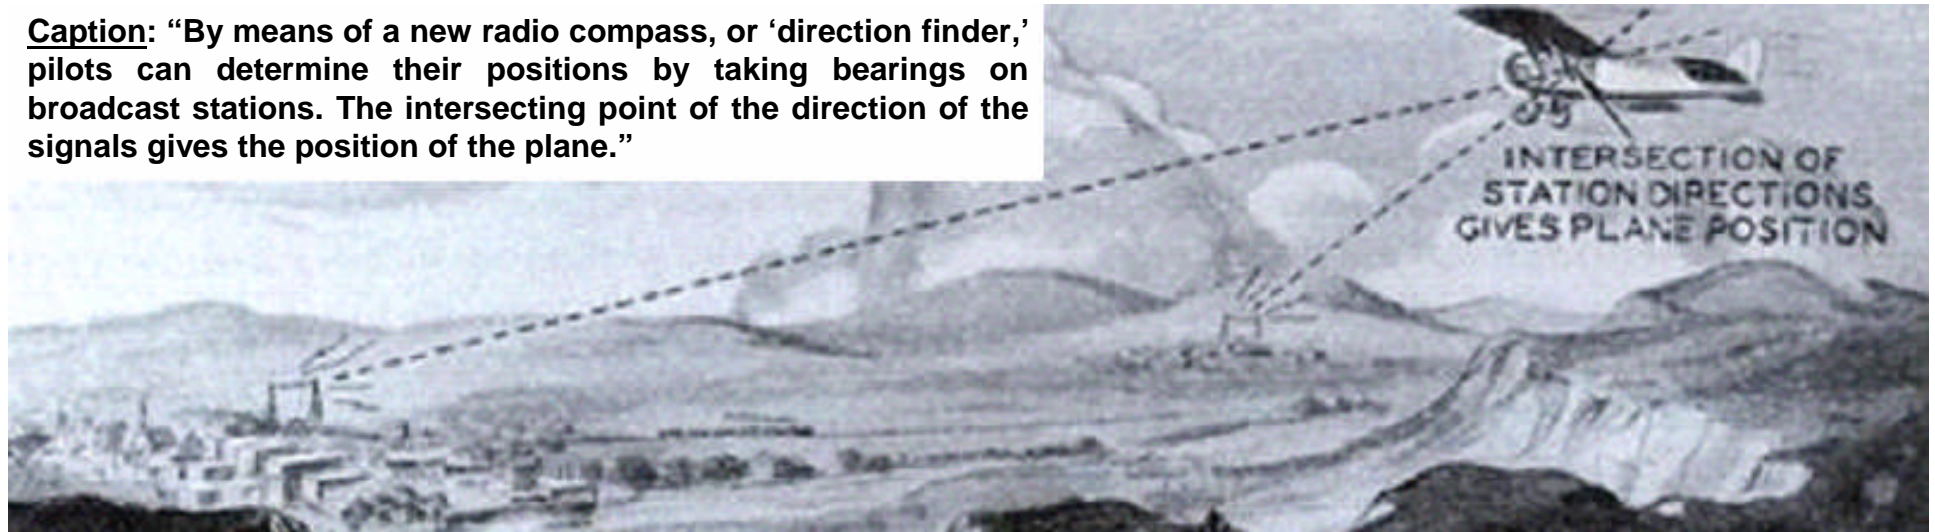 Caption: “By means of a new radio compass, or ‘direction finder,’
pilots can determine their positions by taking bearings on
broadcast stations. The intersecting point of the direction of the
signals gives the position of the plane.”
INTERSECTION OF
STATION DIRECTIONS
GIVES PLANE POSITION